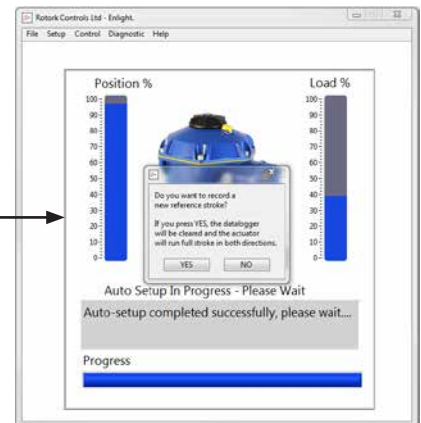 Rotork Controls Ltd - Enlight.
File Setup Control Diagnostic Help
Position % Load %
100 100
90 90
80 80
70 70
60 60
50 50
40 40
30 30
20 20
10 10
0 0
Do you want to record a
new reference stroke?
If you press YES, the datalogger
will be cleared and the actuator
will run full stroke in both directions.
YES NO
Auto Setup In Progress - Please Wait
Auto-setup completed successfully, please wait....
Progress